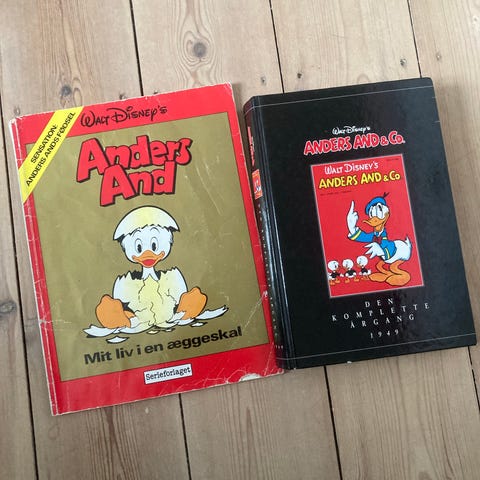 SENSATION:
ANDERS ANDS FØDSEL
Walt Disney's
Anders
And
Mit liv i en æggeskal
Serieforlaget
Walt Disney's
ANDERS AND & Co.
WALT DISNEY'S
ANDERS AND & Co
DEN
KOMPLETTE
ÅRGANG
1949